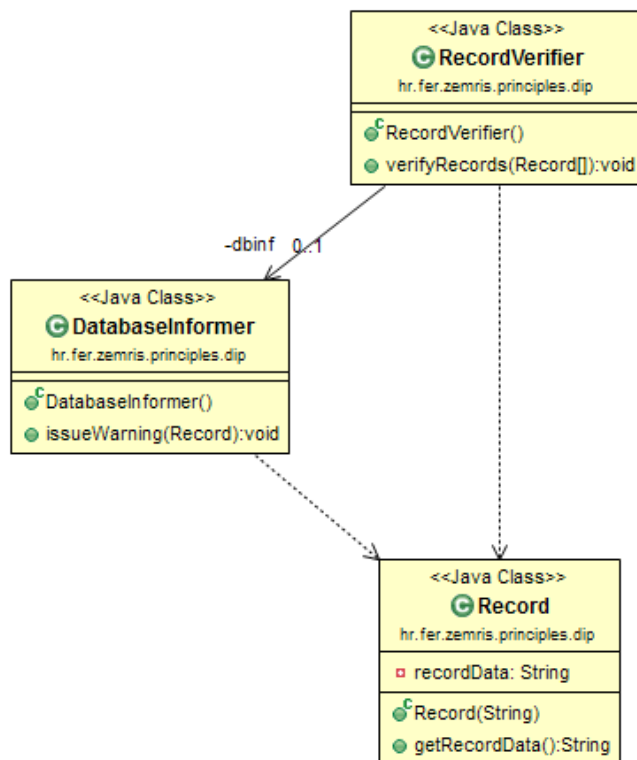 <<Java Class>>
RecordVerifier
hr.fer.zemris.principles.dip
RecordVerifier()
verifyRecords(Record[]):void
-dbinf 0..1
<<Java Class>>
DatabaseInformer
hr.fer.zemris.principles.dip
DatabaseInformer()
issueWarning(Record):void
<<Java Class>>
Record
hr.fer.zemris.principles.dip
recordData: String
Record(String)
getRecordData():String